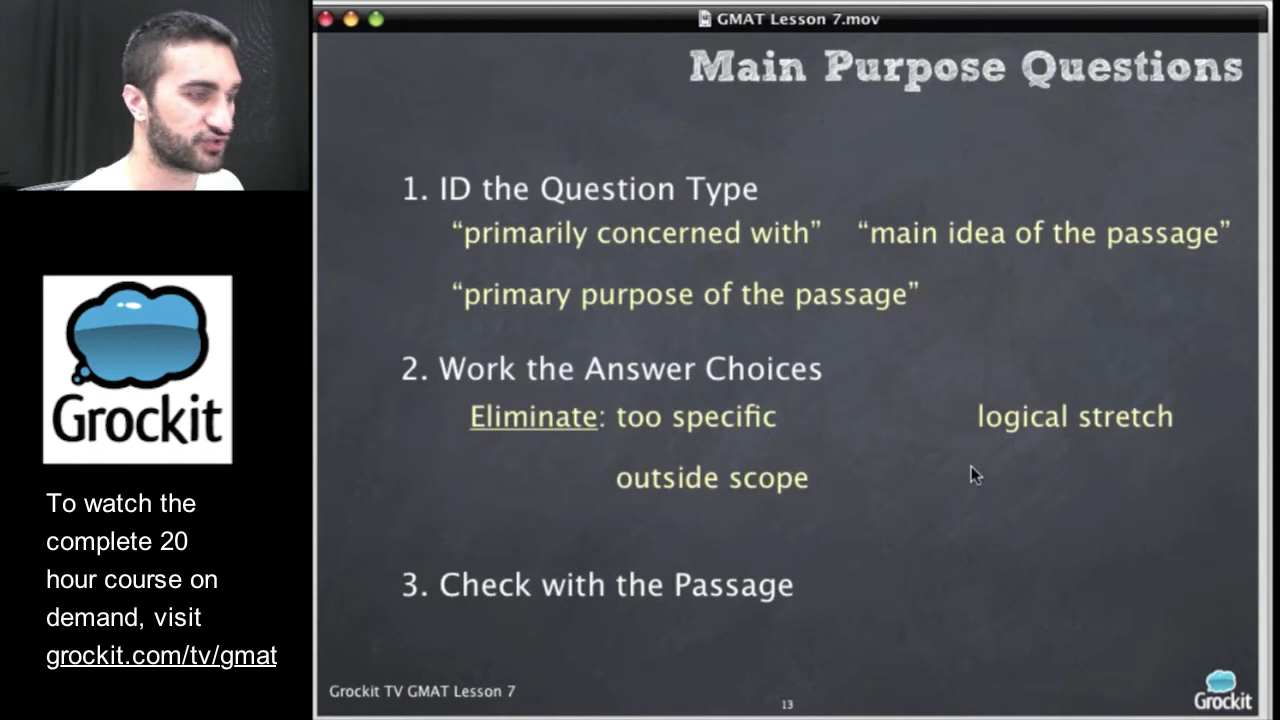 GMAT Lesson 7.mov
Main Purpose Questions
1. ID the Question Type
“primarily concerned with” “main idea of the passage”
“primary purpose of the passage”
2. Work the Answer Choices
Eliminate: too specific logical stretch
outside scope
3. Check with the Passage
Grockit TV GMAT Lesson 7
13
Grockit
Grockit
To watch the
complete 20
hour course on
demand, visit
grockit.com/tv/gmat